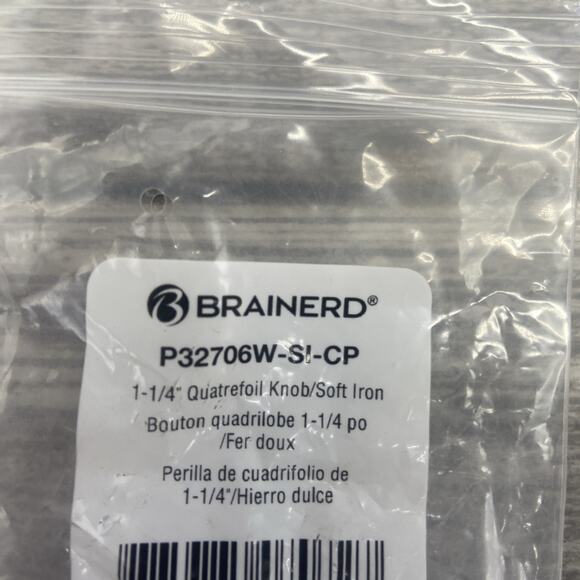 BRAINERD®
P32706W-SI-CP
1-1/4" Quatrefoil Knob/Soft Iron
Bouton quadrilobe 1-1/4 po
/Fer doux
Perilla de cuadrifolio de
1-1/4"/Hierro dulce